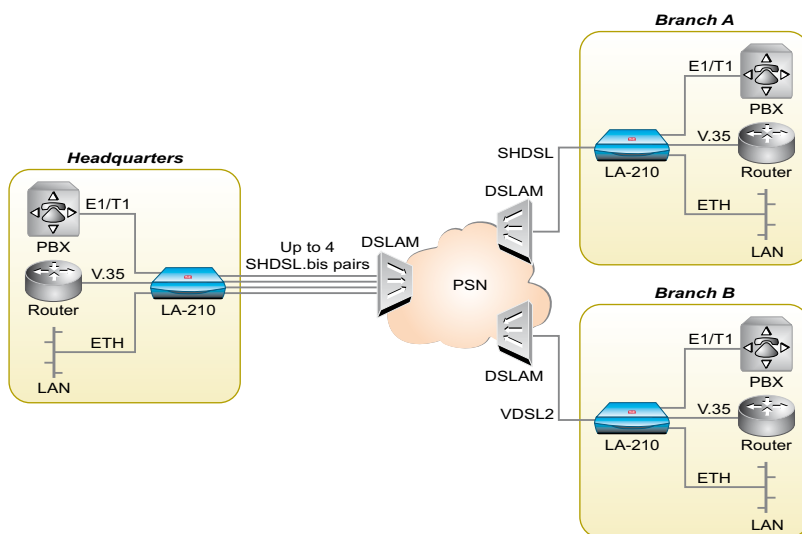 Headquarters
E1/T1
PBX
V.35
Router
LA-210
ETH
LAN
Up to 4
SHDSL.bis pairs
DSLAM
PSN
DSLAM
SHDSL
DSLAM
VDSL2
Branch A
E1/T1
PBX
V.35
LA-210
Router
ETH
LAN
Branch B
E1/T1
PBX
V.35
LA-210
Router
ETH
LAN